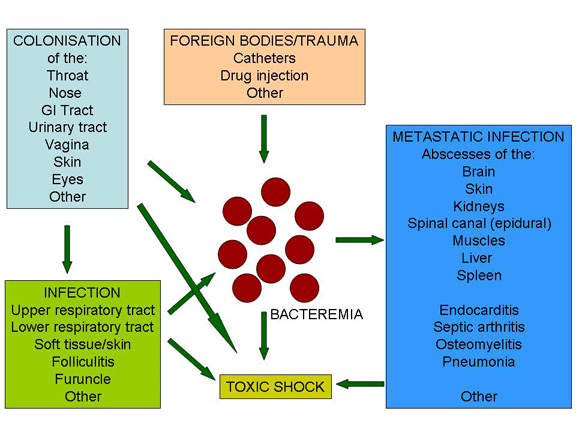 COLONISATION
of the:
Throat
Nose
GI Tract
Urinary tract
Vagina
Skin
Eyes
Other
FOREIGN BODIES/TRAUMA
Catheters
Drug injection
Other
METASTATIC INFECTION
Abscesses of the:
Brain
Skin
Kidneys
Spinal canal (epidural)
Muscles
Liver
Spleen
Endocarditis
Septic arthritis
Osteomyelitis
Pneumonia
Other
INFECTION
Upper respiratory tract
Lower respiratory tract
Soft tissue/skin
Folliculitis
Furuncle
Other
BACTEREMIA
TOXIC SHOCK